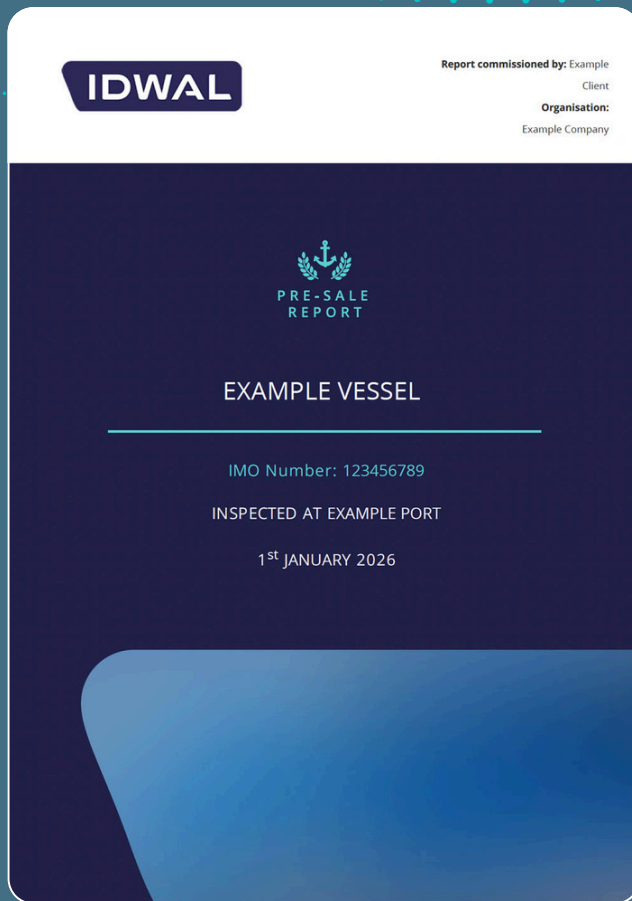 IDWAL
Report commissioned by: Example
Client
Organisation:
Example Company
PRE-SALE
REPORT
EXAMPLE VESSEL
IMO Number: 123456789
INSPECTED AT EXAMPLE PORT
1st JANUARY 2026